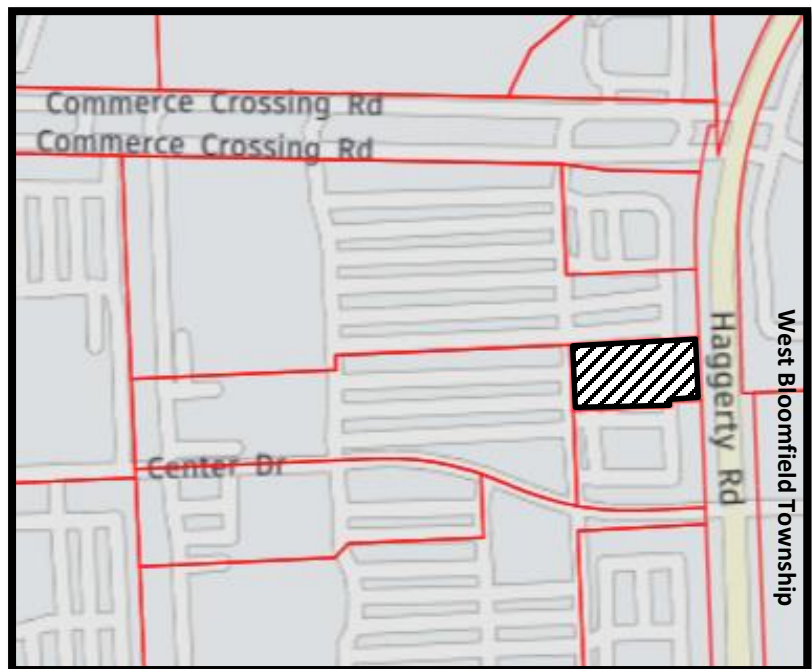 Commerce Crossing Rd
Commerce Crossing Rd
Haggerty Rd
West Bloomfield Township
Center Dr